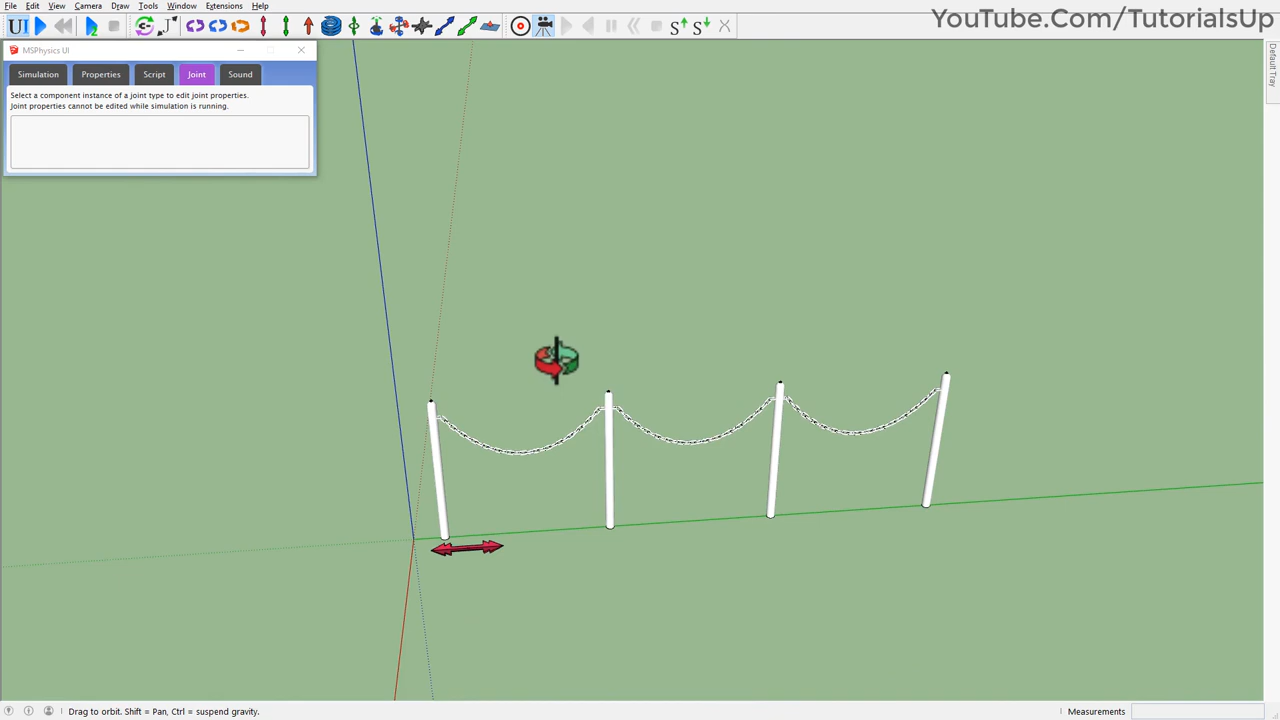 File Edit View Camera Draw Tools Window Extensions Help
YouTube.Com/TutorialsUp
UI
2
J
S
S
MSPhysics UI
Simulation Properties Script Joint Sound
Select a component instance of a joint type to edit joint properties.
Joint properties cannot be edited while simulation is running.
Default Tray
Drag to orbit. Shift = Pan, Ctrl = suspend gravity.
Measurements